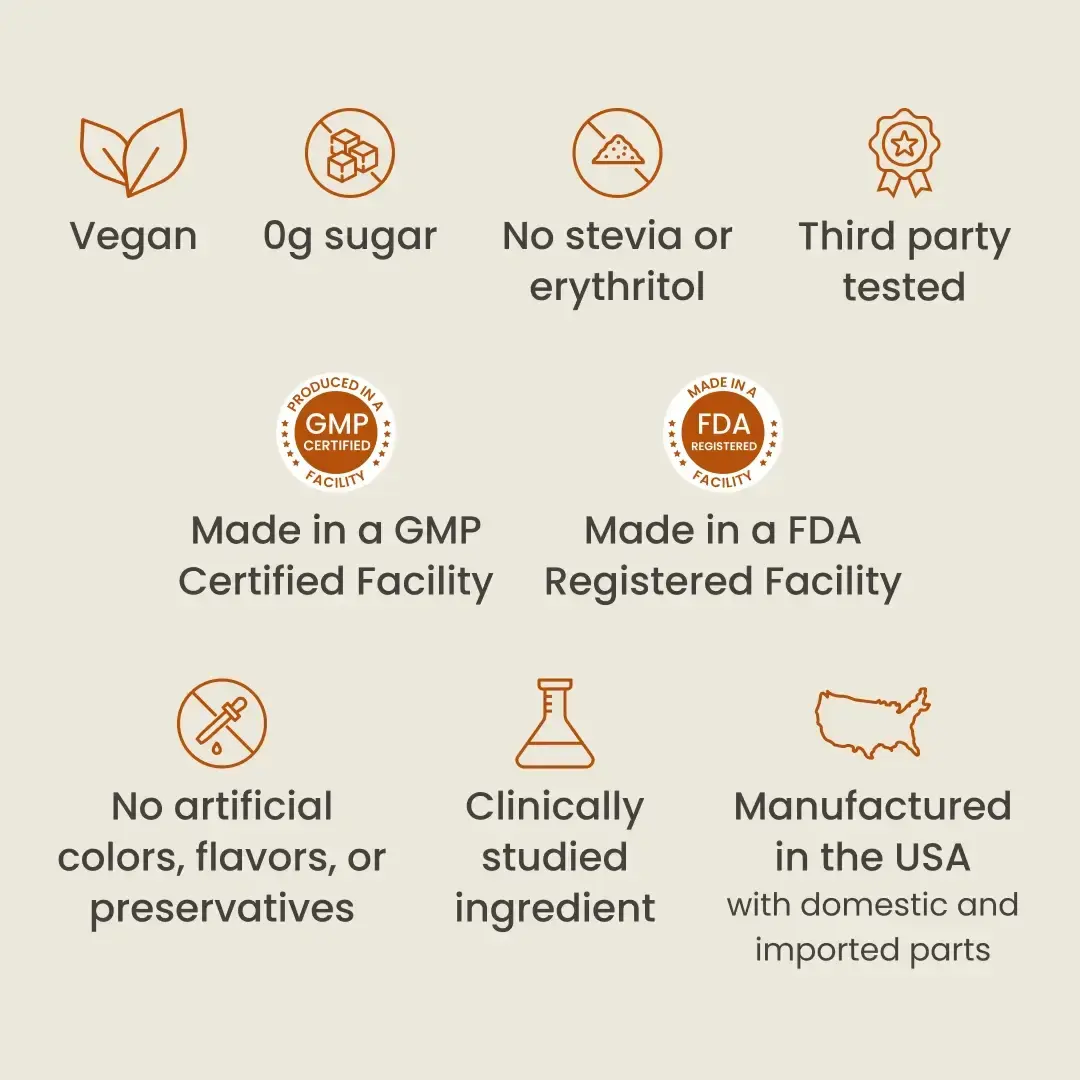 Vegan
0g sugar
No stevia or
erythritol
Third party
tested
PRODUCED IN A
GMP
CERTIFIED
FACILITY
Made in a GMP
Certified Facility
MADE IN A
FDA
REGISTERED
FACILITY
Made in a FDA
Registered Facility
No artificial
colors, flavors, or
preservatives
Clinically
studied
ingredient
Manufactured
in the USA
with domestic and
imported parts